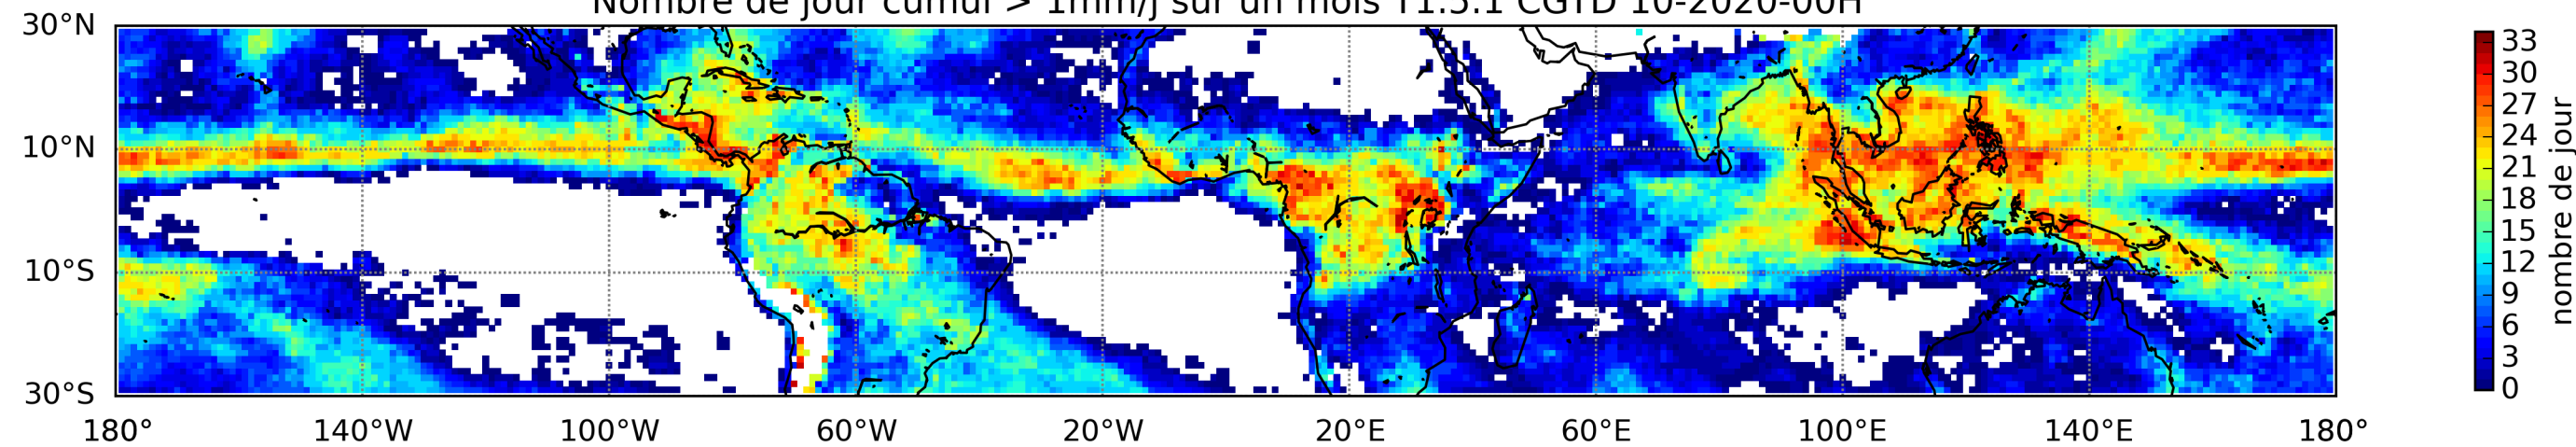 Nombre de jour cumul > 1mm/j sur un mois T1.5.1 CGTD 10-2020-00H
30°N
10°N
10°S
30°S
180° 140°W 100°W 60°W 20°W 20°E 60°E 100°E 140°E 180°
33
30
27
24
21
18
15
12
9
6
3
0
nombre de jour